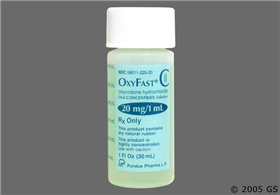 NDC 59011-225-20
OXYFAST® CII
oxycodone hydrochloride
Oral CONCENTRATE Solution
20 mg/1 mL
Rx Only
This product contains
dry natural rubber.
This product is
highly concentrated.
Use with caution.
1 Fl Oz (30 mL)
Purdue Pharma L.P.
© 2005 GS